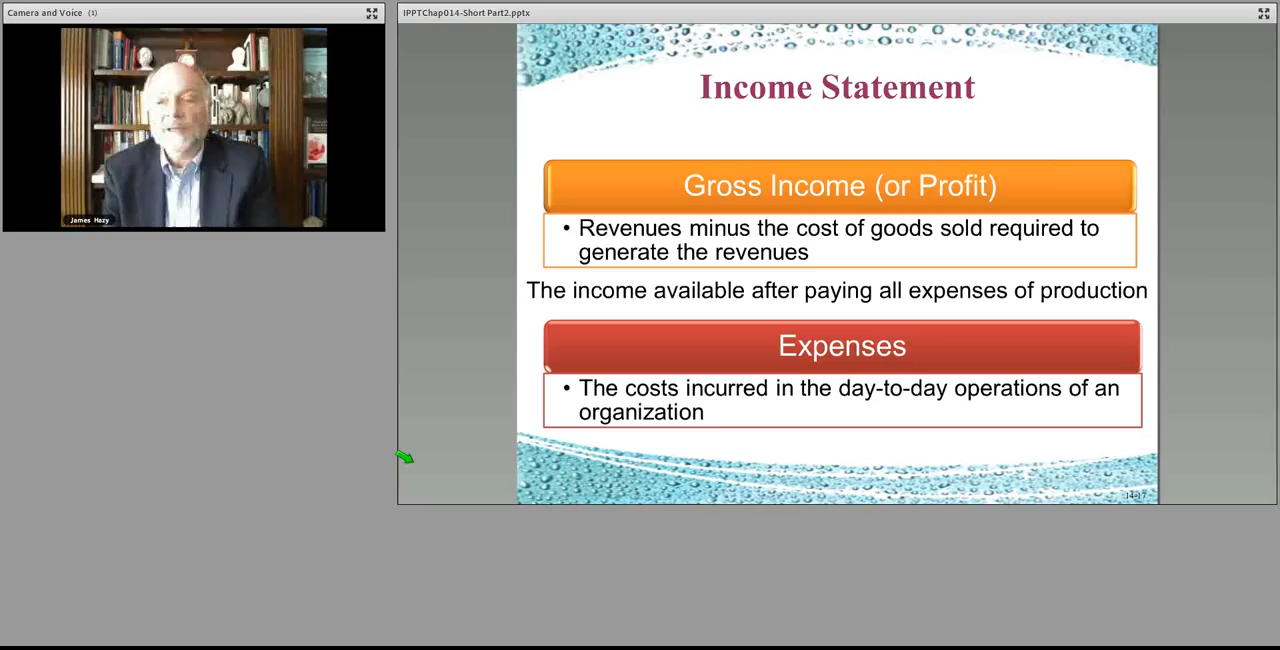 Camera and Voice (1)
James Hazy
IPPTChap014-Short Part2.pptx
Income Statement
Gross Income (or Profit)
• Revenues minus the cost of goods sold required to
generate the revenues
The income available after paying all expenses of production
Expenses
• The costs incurred in the day-to-day operations of an
organization
14-17